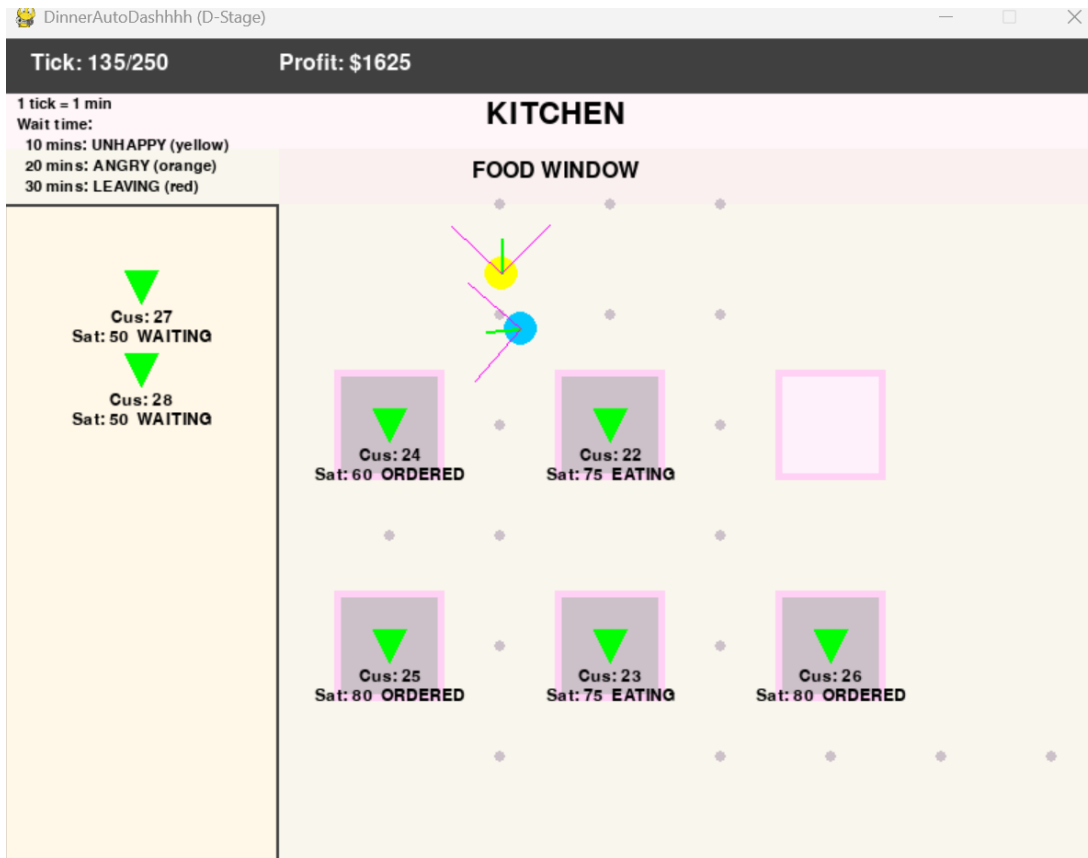 DinnerAutoDashhhh (D-Stage)
Tick: 135/250
Profit: $1625
1 tick = 1 min
Wait time:
10 mins: UNHAPPY (yellow)
20 mins: ANGRY (orange)
30 mins: LEAVING (red)
KITCHEN
FOOD WINDOW
Cus: 27
Sat: 50 WAITING
Cus: 28
Sat: 50 WAITING
Cus: 24
Sat: 60 ORDERED
Cus: 22
Sat: 75 EATING
Cus: 25
Sat: 80 ORDERED
Cus: 23
Sat: 75 EATING
Cus: 26
Sat: 80 ORDERED